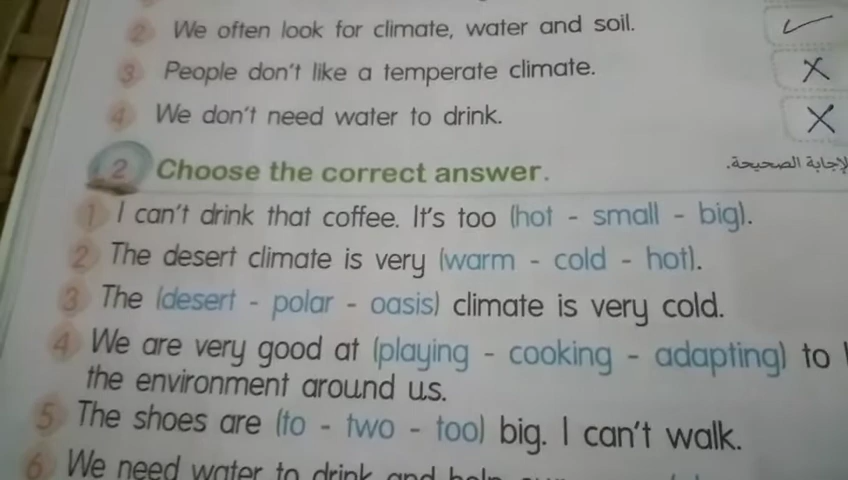 2 We often look for climate, water and soil.
3 People don't like a temperate climate.
4 We don't need water to drink.
2 Choose the correct answer.
الإجابة الصحيحة.
1 I can't drink that coffee. It's too (hot - small - big).
2 The desert climate is very (warm - cold - hot).
3 The (desert - polar - oasis) climate is very cold.
4 We are very good at (playing - cooking - adapting) to
the environment around us.
5 The shoes are (to - two - too) big. I can't walk.
6 We need water to drink and help